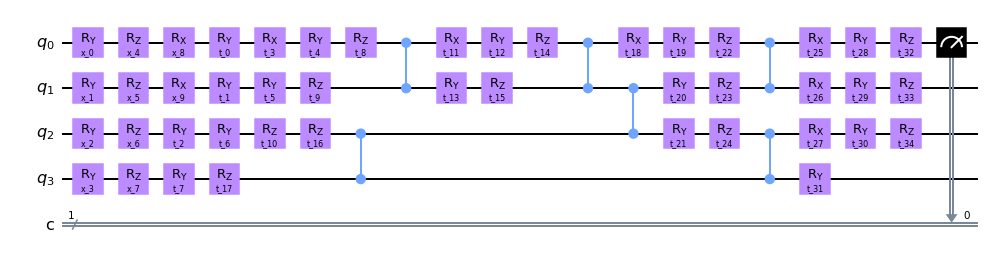 q0 RY x_0 RZ x_4 RX x_8 RY t_0 RX t_3 RY t_4 RZ t_8 RX t_11 RY t_12 RZ t_14 RX t_18 RY t_19 RZ t_22 RX t_25 RY t_28 RZ t_32
q1 RY x_1 RZ x_5 RX x_9 RY t_1 RY t_5 RZ t_9 RY t_13 RZ t_15 RY t_20 RZ t_23 RX t_26 RY t_29 RZ t_33
q2 RY x_2 RZ x_6 RY t_2 RY t_6 RZ t_10 RZ t_16 RY t_21 RZ t_24 RX t_27 RY t_30 RZ t_34
q3 RY x_3 RZ x_7 RY t_7 RZ t_17 RY t_31
c 1 0